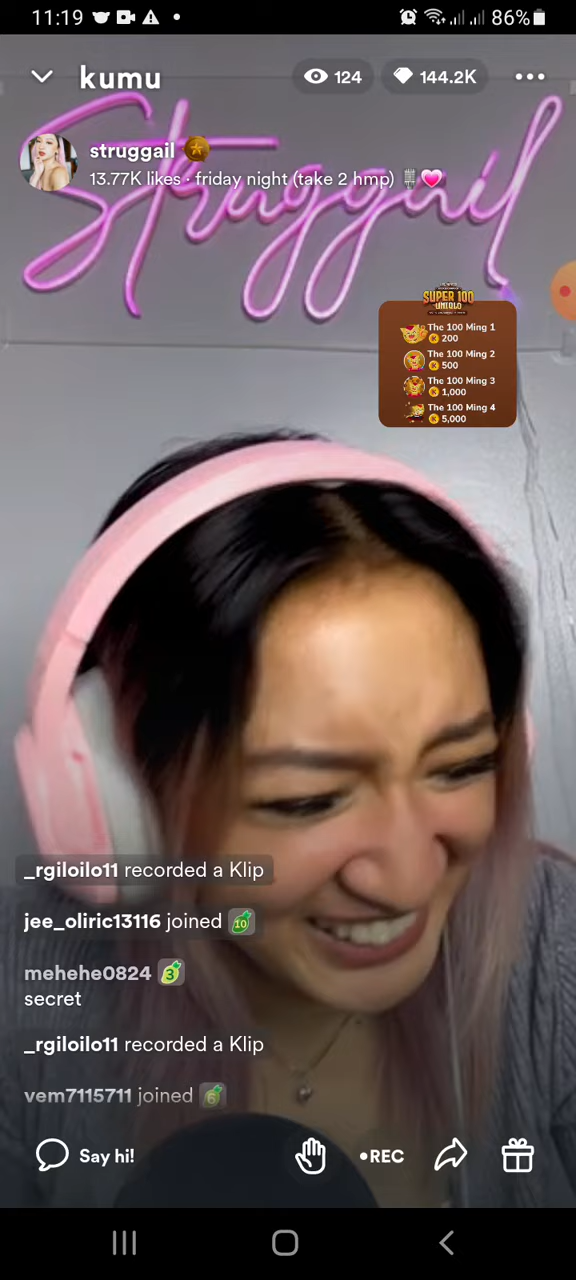 11:19
86%
kumu
124
144.2K
Struggail
struggail
13.77K likes · friday night (take 2 hmp) 🎙️💗
SUPER 100
UNTOLD
The 100 Ming 1
200
The 100 Ming 2
500
The 100 Ming 3
1,000
The 100 Ming 4
5,000
_rgiloilo11 recorded a Klip
jee_oliric13116 joined 10
mehehe0824 3
secret
_rgiloilo11 recorded a Klip
vem7115711 joined 6
Say hi!
•REC